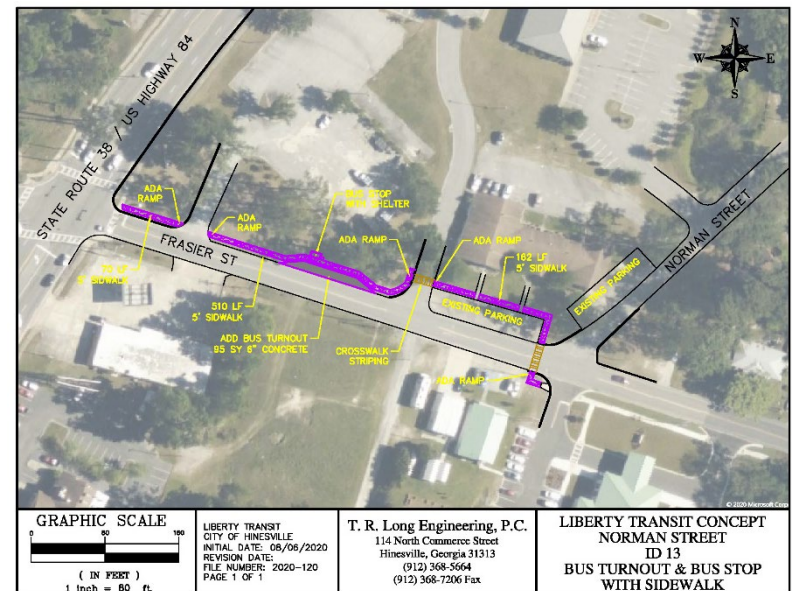 N
W E
S
STATE ROUTE 38 / US HIGHWAY 84
ADA
RAMP
ADA
RAMP
BUS STOP
WITH SHELTER
ADA RAMP
ADA RAMP
162 LF
5' SIDWALK
NORMAN STREET
EXISTING PARKING
FRASIER ST
LF
5' SIDWALK
510 LF
5' SIDWALK
EXISTING PARKING
ADD BUS TURNOUT
95 SY 6" CONCRETE
CROSSWALK
STRIPING
ADA RAMP
© 2020 Microsoft Corp
GRAPHIC SCALE
0 160
( IN FEET )
1 inch = 80 ft.
LIBERTY TRANSIT
CITY OF HINESVILLE
INITIAL DATE: 08/06/2020
REVISION DATE:
FILE NUMBER: 2020-120
PAGE 1 OF 1
T. R. Long Engineering, P.C.
114 North Commerce Street
Hinesville, Georgia 31313
(912) 368-5664
(912) 368-7206 Fax
LIBERTY TRANSIT CONCEPT
NORMAN STREET
ID 13
BUS TURNOUT & BUS STOP
WITH SIDEWALK